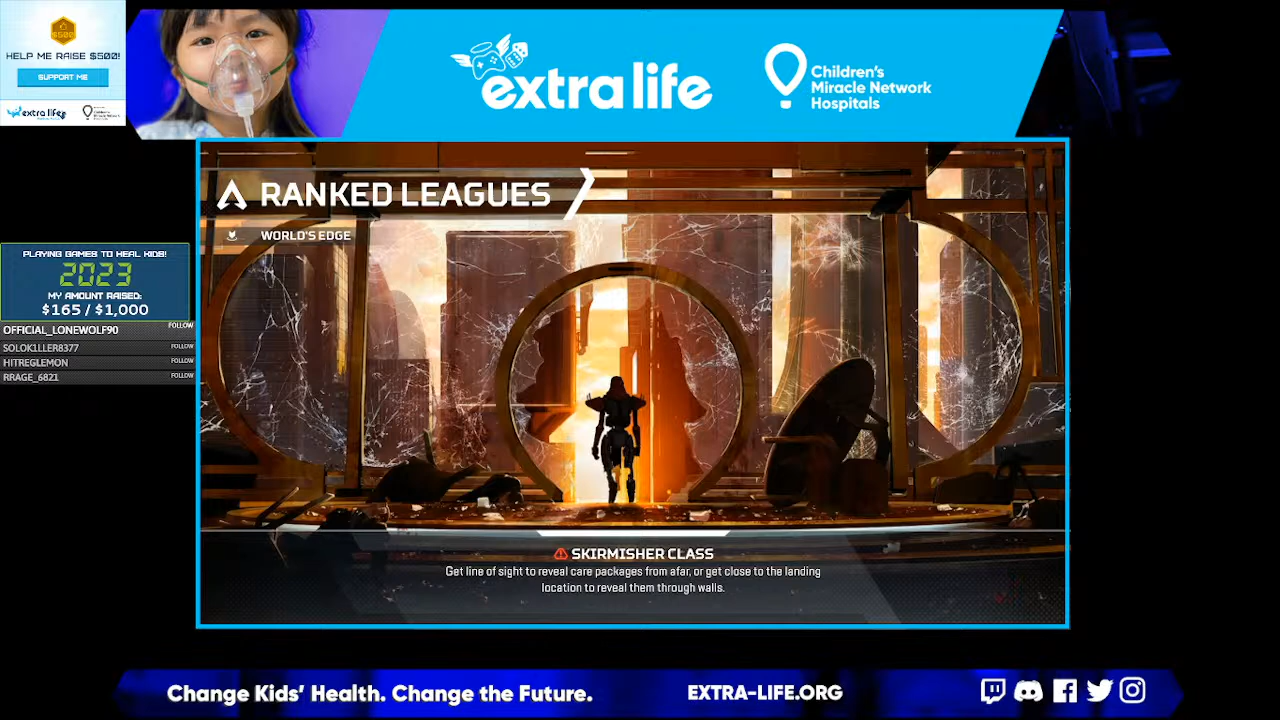 $500
HELP ME RAISE $500!
SUPPORT ME
extra life
extra life
Children's
Miracle Network
Hospitals
RANKED LEAGUES
WORLD'S EDGE
PLAYING GAMES TO HEAL KIDS!
2023
MY AMOUNT RAISED:
$165 / $1,000
OFFICIAL_LONEWOLF90 FOLLOW
SOLOK1LLER8377 FOLLOW
HITREGLEMON FOLLOW
RRAGE_6821 FOLLOW
SKIRMISHER CLASS
Get line of sight to reveal care packages from afar, or get close to the landing
location to reveal them through walls.
Change Kids' Health. Change the Future.
EXTRA-LIFE.ORG